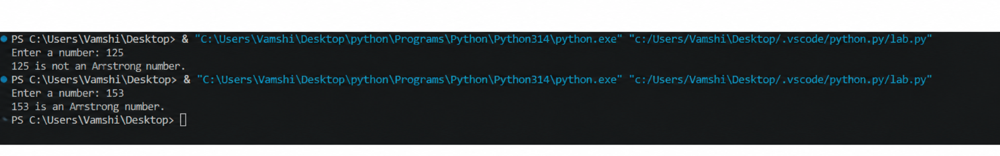 PS C:\Users\Vamshi\Desktop> & "C:\Users\Vamshi\Desktop\python\Programs\Python\Python314\python.exe" "c:/Users/Vamshi\Desktop/.vscode/python.py/lab.py"
Enter a number: 125
125 is not an Arrstrong number.
PS C:\Users\Vamshi\Desktop> & "C:\Users\Vamshi\Desktop\python\Programs\Python\Python314\python.exe" "c:/Users/Vamshi\Desktop/.vscode/python.py/lab.py"
Enter a number: 153
153 is an Arrstrong number.
PS C:\Users\Vamshi\Desktop>